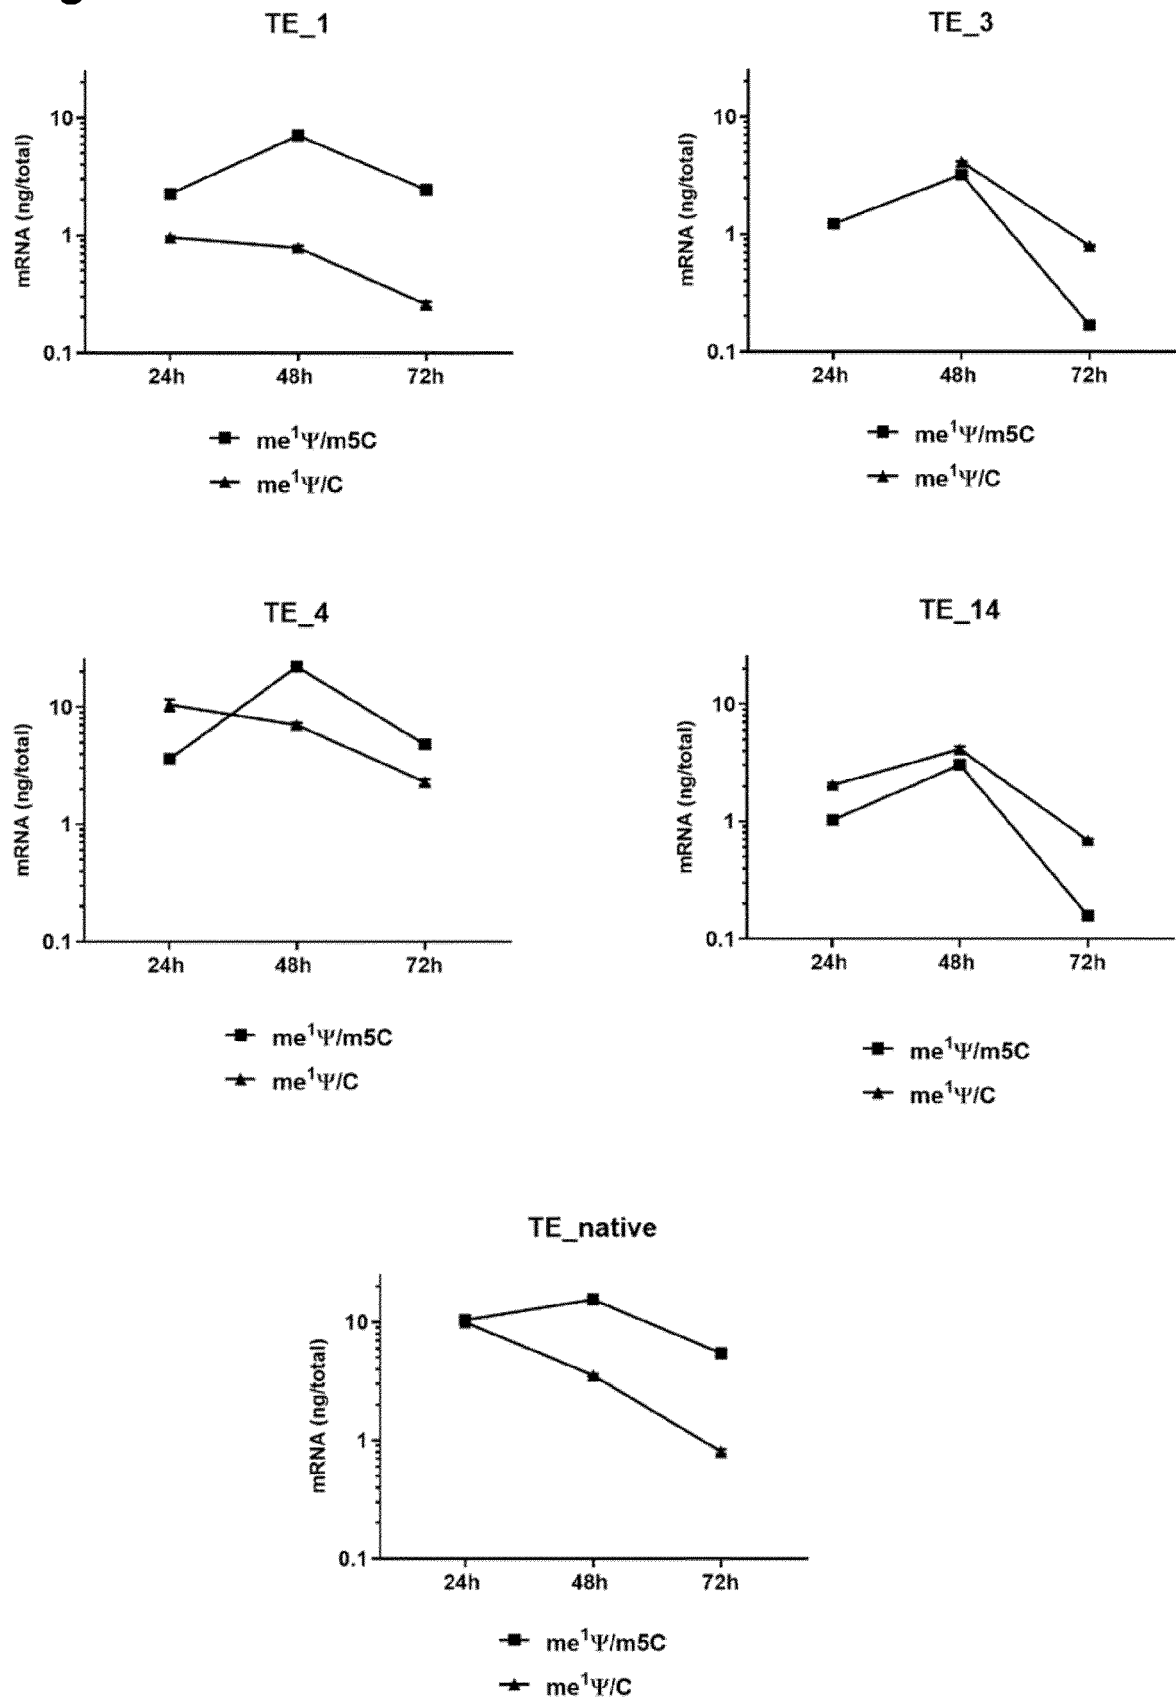 TE_1
mRNA (ng/total)
10
1
0.1
24h 48h 72h
me¹Ψ/m5C
me¹Ψ/C
TE_3
mRNA (ng/total)
10
1
0.1
24h 48h 72h
me¹Ψ/m5C
me¹Ψ/C
TE_4
mRNA (ng/total)
10
1
0.1
24h 48h 72h
me¹Ψ/m5C
me¹Ψ/C
TE_14
mRNA (ng/total)
10
1
0.1
24h 48h 72h
me¹Ψ/m5C
me¹Ψ/C
TE_native
mRNA (ng/total)
10
1
0.1
24h 48h 72h
me¹Ψ/m5C
me¹Ψ/C